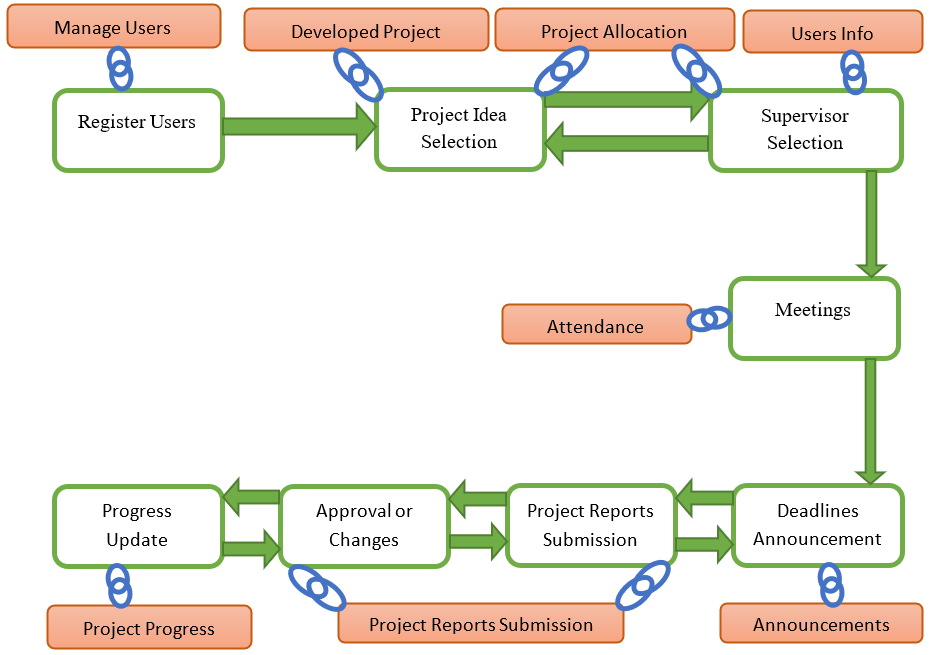 Manage Users
Developed Project
Project Allocation
Users Info
Register Users
Project Idea
Selection
Supervisor
Selection
Attendance
Meetings
Progress
Update
Approval or
Changes
Project Reports
Submission
Deadlines
Announcement
Project Progress
Project Reports Submission
Announcements